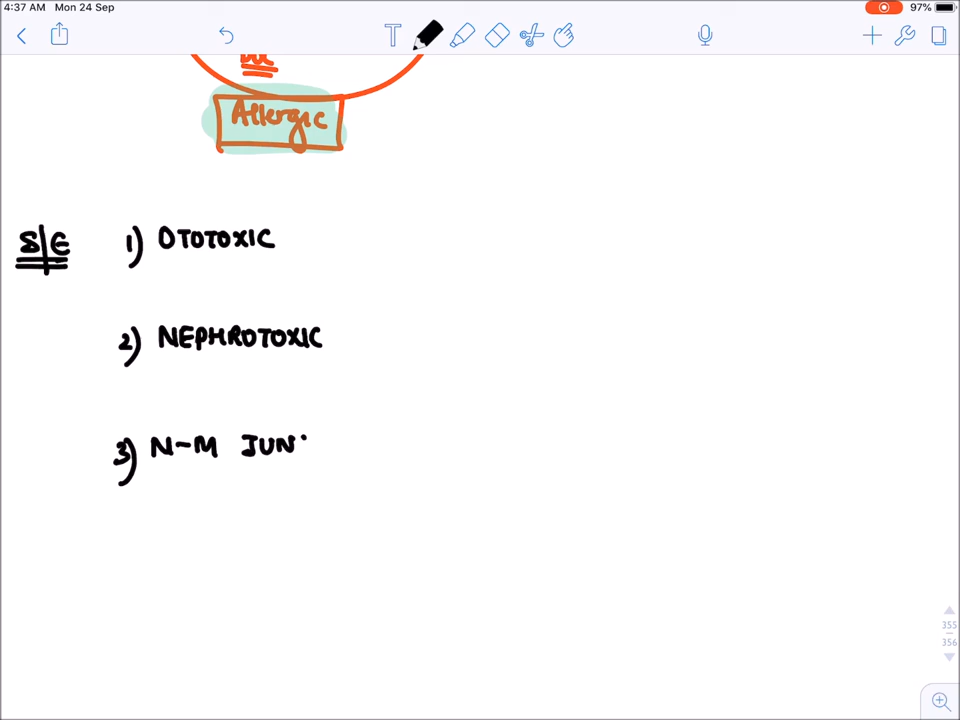 4:37 AM Mon 24 Sep 97%
T
Allergic
S/E 1) OTOTOXIC
2) NEPHROTOXIC
3) N-M JUN
355
356